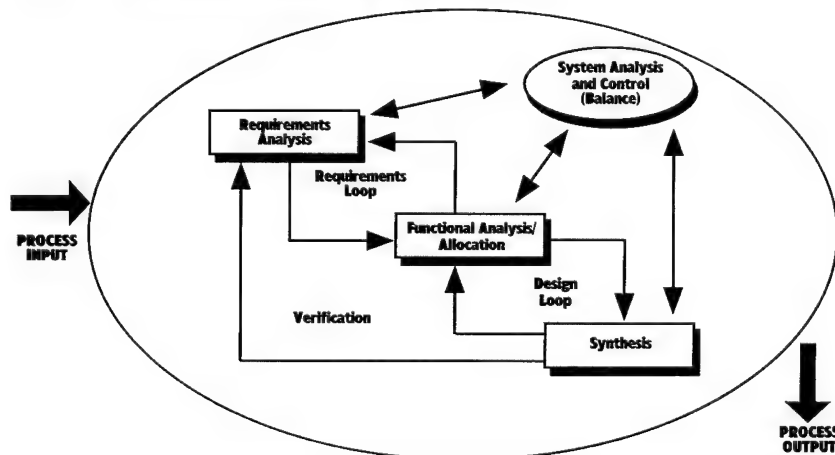 System Analysis
and Control
(Balance)
Requirements
Analysis
Requirements
Loop
PROCESS
INPUT
Functional Analysis/
Allocation
Design
Loop
Verification
Synthesis
PROCESS
OUTPUT